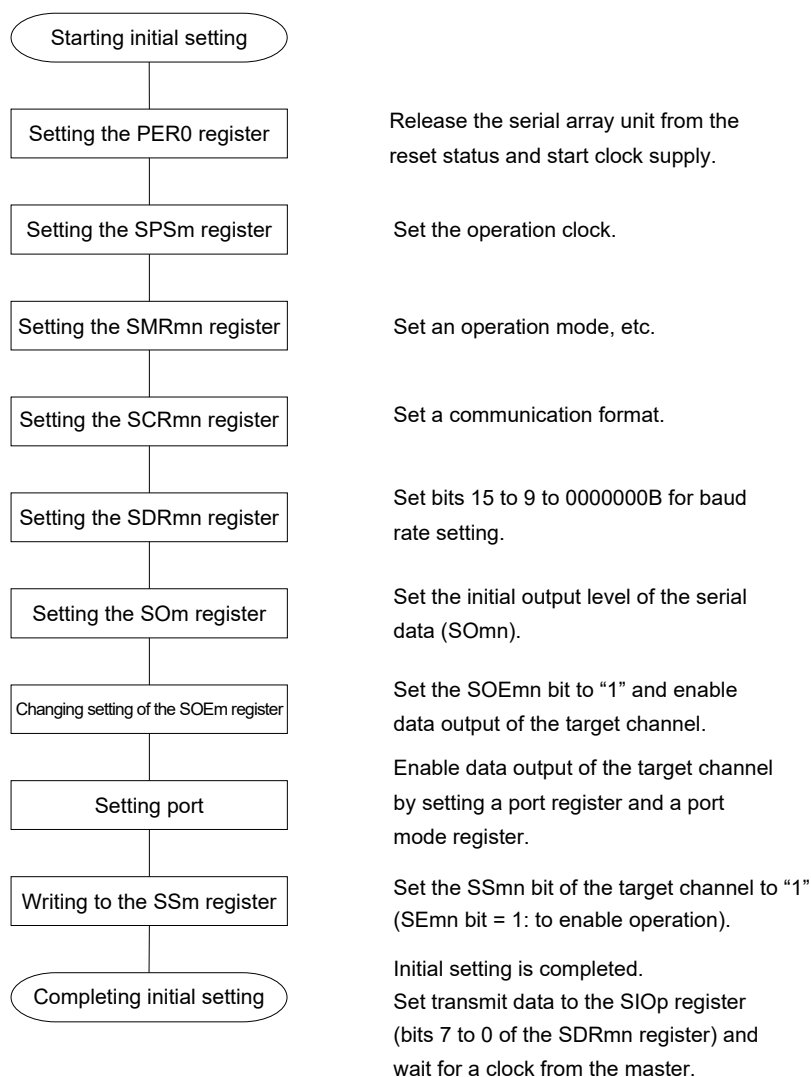 Starting initial setting
Setting the PER0 register
Release the serial array unit from the
reset status and start clock supply.
Setting the SPSm register
Set the operation clock.
Setting the SMRmn register
Set an operation mode, etc.
Setting the SCRmn register
Set a communication format.
Setting the SDRmn register
Set bits 15 to 9 to 0000000B for baud
rate setting.
Setting the SOm register
Set the initial output level of the serial
data (SOmn).
Changing setting of the SOEm register
Set the SOEmn bit to “1” and enable
data output of the target channel.
Setting port
Enable data output of the target channel
by setting a port register and a port
mode register.
Writing to the SSm register
Set the SSmn bit of the target channel to “1”
(SEmn bit = 1: to enable operation).
Completing initial setting
Initial setting is completed.
Set transmit data to the SIOp register
(bits 7 to 0 of the SDRmn register) and
wait for a clock from the master.